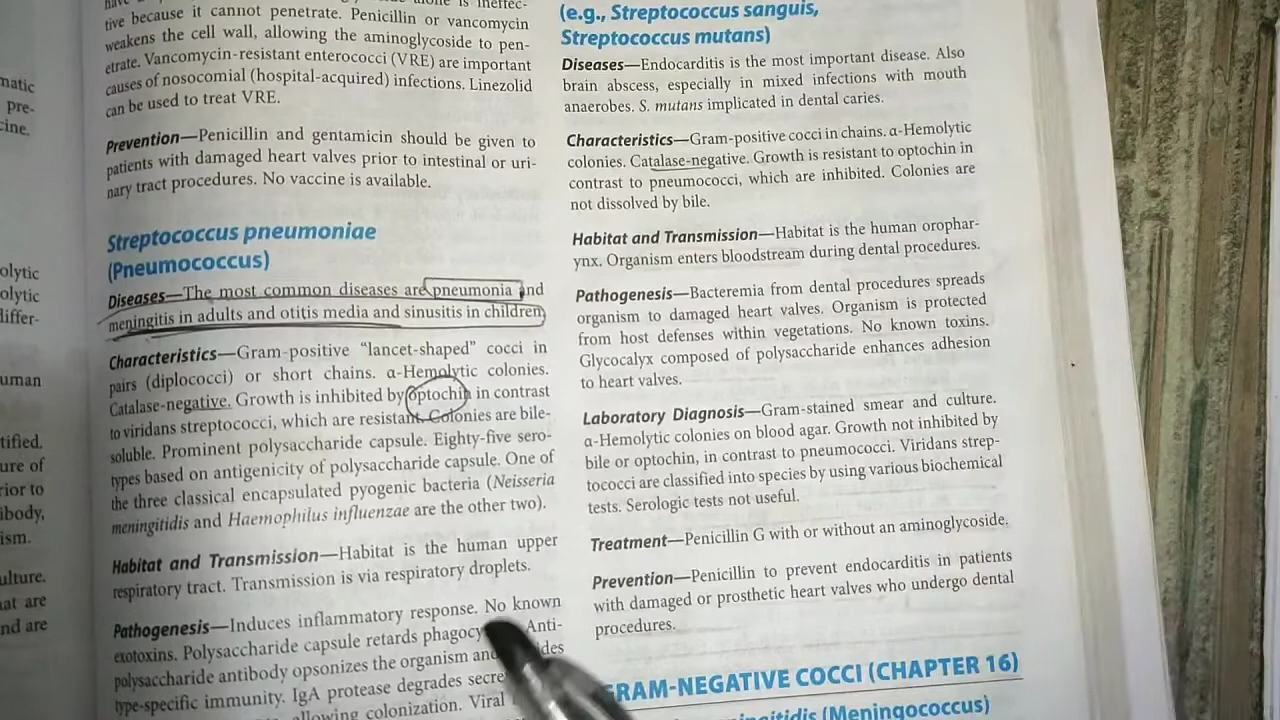 tive because it cannot penetrate. Penicillin or vancomycin
weakens the cell wall, allowing the aminoglycoside to pen-
etrate. Vancomycin-resistant enterococci (VRE) are important
causes of nosocomial (hospital-acquired) infections. Linezolid
can be used to treat VRE.
Prevention—Penicillin and gentamicin should be given to
patients with damaged heart valves prior to intestinal or uri-
nary tract procedures. No vaccine is available.
Streptococcus pneumoniae
(Pneumococcus)
Diseases—The most common diseases are pneumonia and
meningitis in adults and otitis media and sinusitis in children
Characteristics—Gram-positive “lancet-shaped” cocci in
pairs (diplococci) or short chains. α-Hemolytic colonies.
Catalase-negative. Growth is inhibited by optochin in contrast
to viridans streptococci, which are resistant. Colonies are bile-
soluble. Prominent polysaccharide capsule. Eighty-five sero-
types based on antigenicity of polysaccharide capsule. One of
the three classical encapsulated pyogenic bacteria (Neisseria
meningitidis and Haemophilus influenzae are the other two).
Habitat and Transmission—Habitat is the human upper
respiratory tract. Transmission is via respiratory droplets.
Pathogenesis—Induces inflammatory response. No known
exotoxins. Polysaccharide capsule retards Anti-
polysaccharide antibody opsonizes the organism
type-specific immunity. IgA protease degrades
allowing colonization. Viral
(e.g., Streptococcus sanguis,
Streptococcus mutans)
Diseases—Endocarditis is the most important disease. Also
brain abscess, especially in mixed infections with mouth
anaerobes. S. mutans implicated in dental caries.
Characteristics—Gram-positive cocci in chains. α-Hemolytic
colonies. Catalase-negative. Growth is resistant to optochin in
contrast to pneumococci, which are inhibited. Colonies are
not dissolved by bile.
Habitat and Transmission—Habitat is the human orophar-
ynx. Organism enters bloodstream during dental procedures.
Pathogenesis—Bacteremia from dental procedures spreads
organism to damaged heart valves. Organism is protected
from host defenses within vegetations. No known toxins.
Glycocalyx composed of polysaccharide enhances adhesion
to heart valves.
Laboratory Diagnosis—Gram-stained smear and culture.
α-Hemolytic colonies on blood agar. Growth not inhibited by
bile or optochin, in contrast to pneumococci. Viridans strep-
tococci are classified into species by using various biochemical
tests. Serologic tests not useful.
Treatment—Penicillin G with or without an aminoglycoside.
Prevention—Penicillin to prevent endocarditis in patients
with damaged or prosthetic heart valves who undergo dental
procedures.
GRAM-NEGATIVE COCCI (CHAPTER 16)
(Meningococcus)